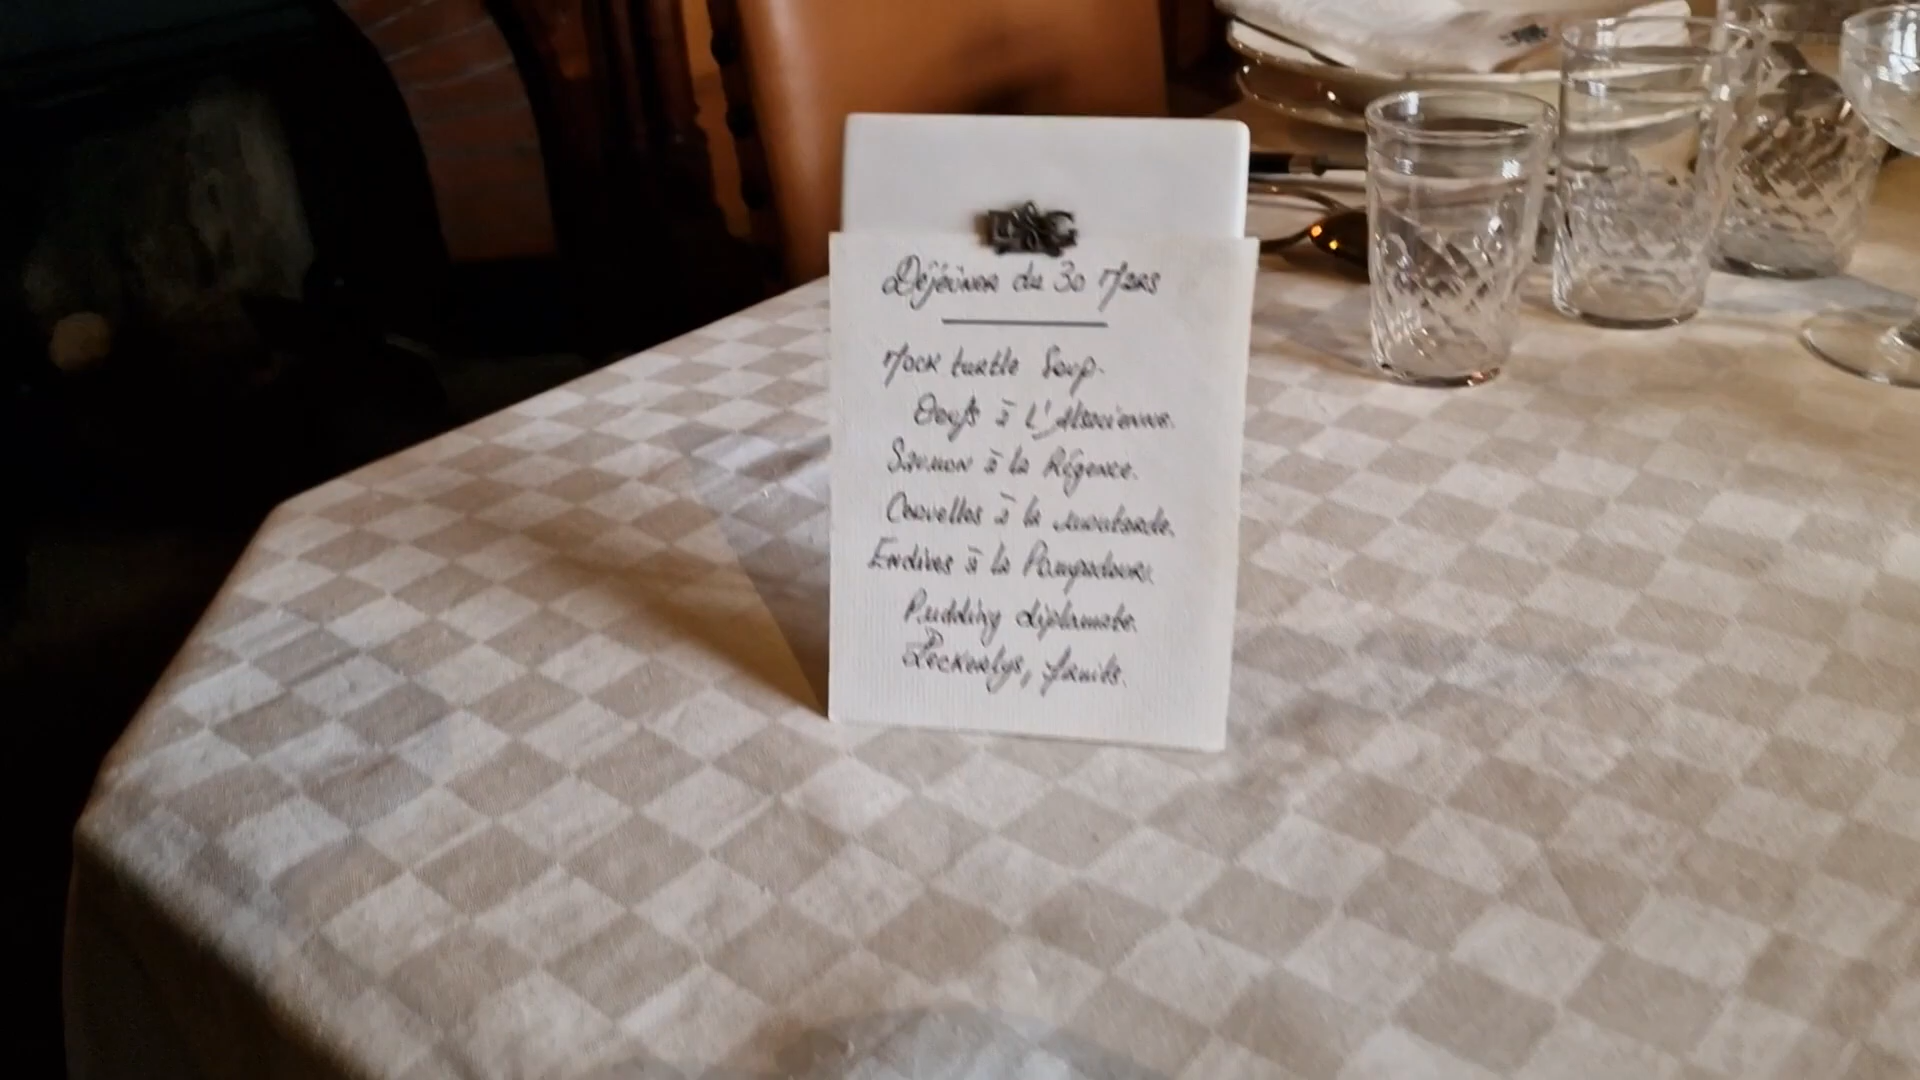 Déjeuner du 30 Mars
Mock turtle Soup.
Oeufs à L'Alsacienne.
Saumon à la Régence.
Cervelles à la moutarde.
Endives à la Pompadour.
Pudding diplomate.
Leckerlys, fruits.